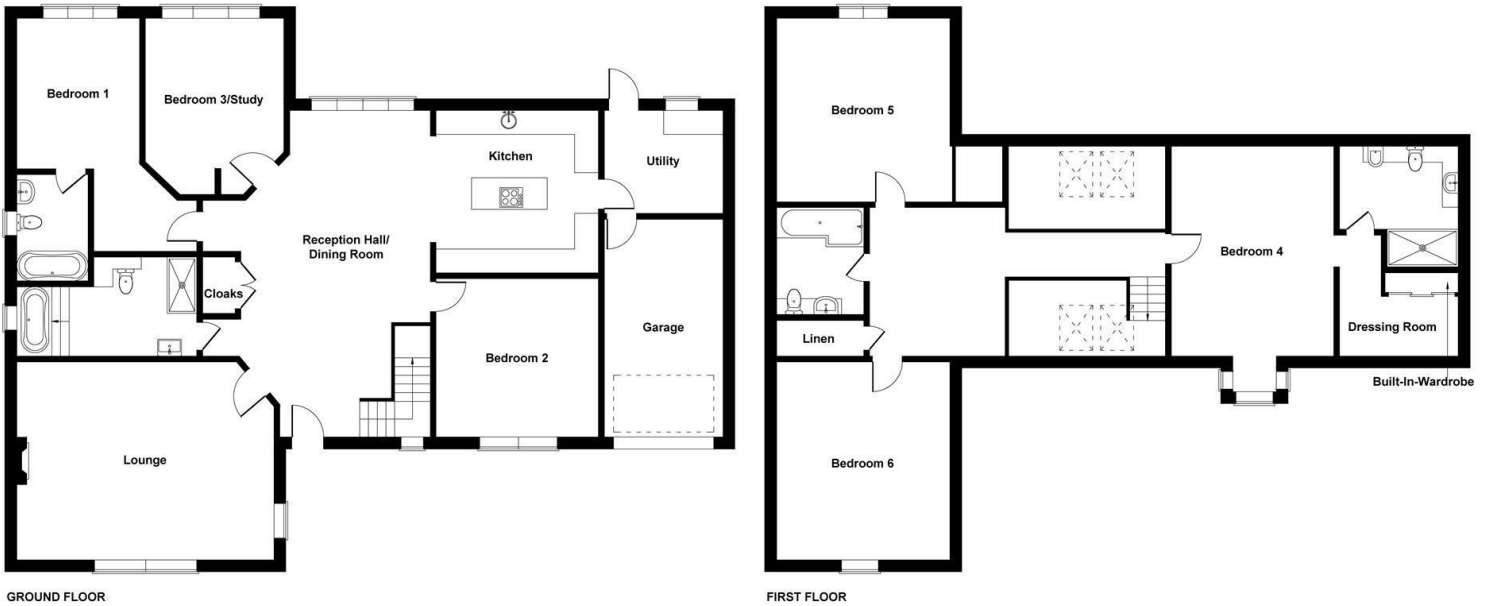 Bedroom 1
Bedroom 3/Study
Kitchen
Utility
Reception Hall/
Dining Room
Cloaks
Bedroom 2
Garage
Lounge
GROUND FLOOR
Bedroom 5
Bedroom 4
Linen
Dressing Room
Built-In-Wardrobe
Bedroom 6
FIRST FLOOR